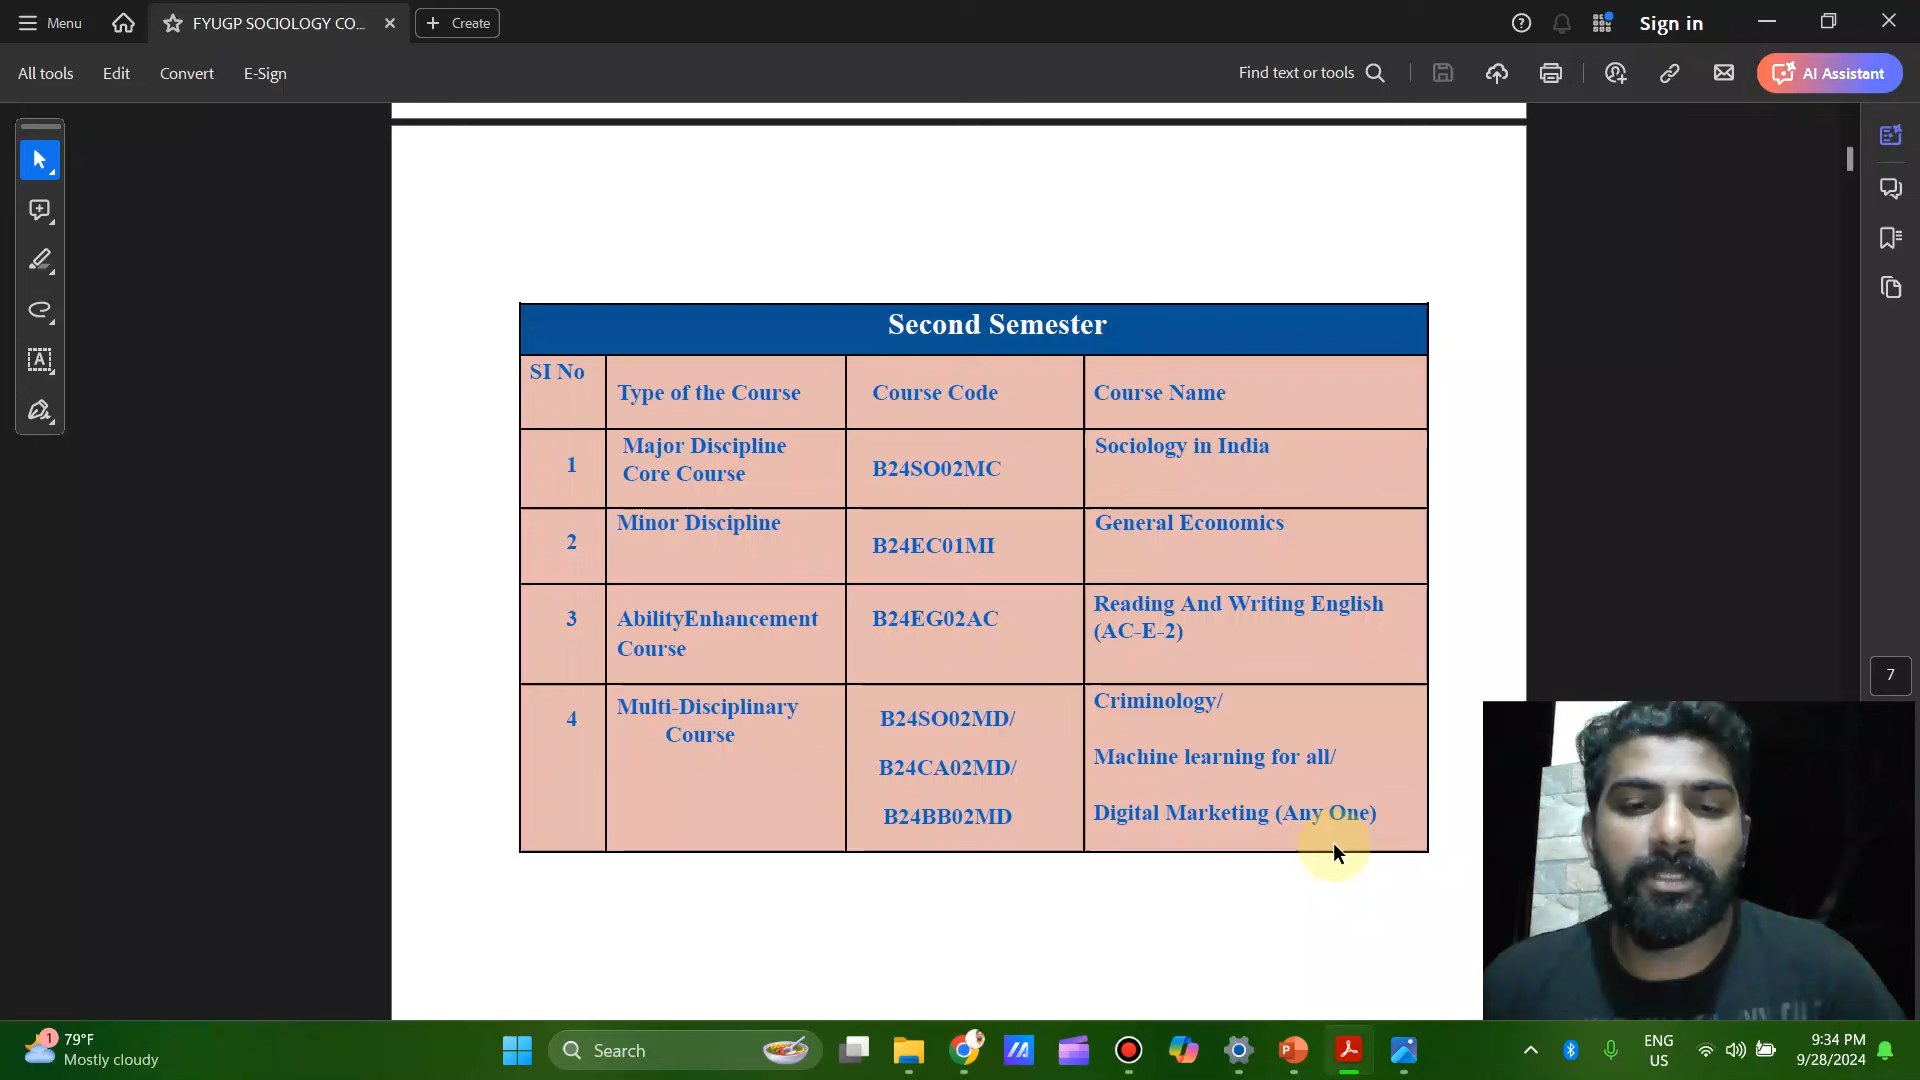 Menu
FYUGP SOCIOLOGY CO...
Create
Sign in
All tools
Edit
Convert
E-Sign
Find text or tools
AI Assistant
Second Semester
SI No
Type of the Course
Course Code
Course Name
1
Major Discipline
Core Course
B24SO02MC
Sociology in India
2
Minor Discipline
B24EC01MI
General Economics
3
AbilityEnhancement
Course
B24EG02AC
Reading And Writing English
(AC-E-2)
4
Multi-Disciplinary
Course
B24SO02MD/
B24CA02MD/
B24BB02MD
Criminology/
Machine learning for all/
Digital Marketing (Any One)
7
1
79°F
Mostly cloudy
Search
ENG
US
9:34 PM
9/28/2024